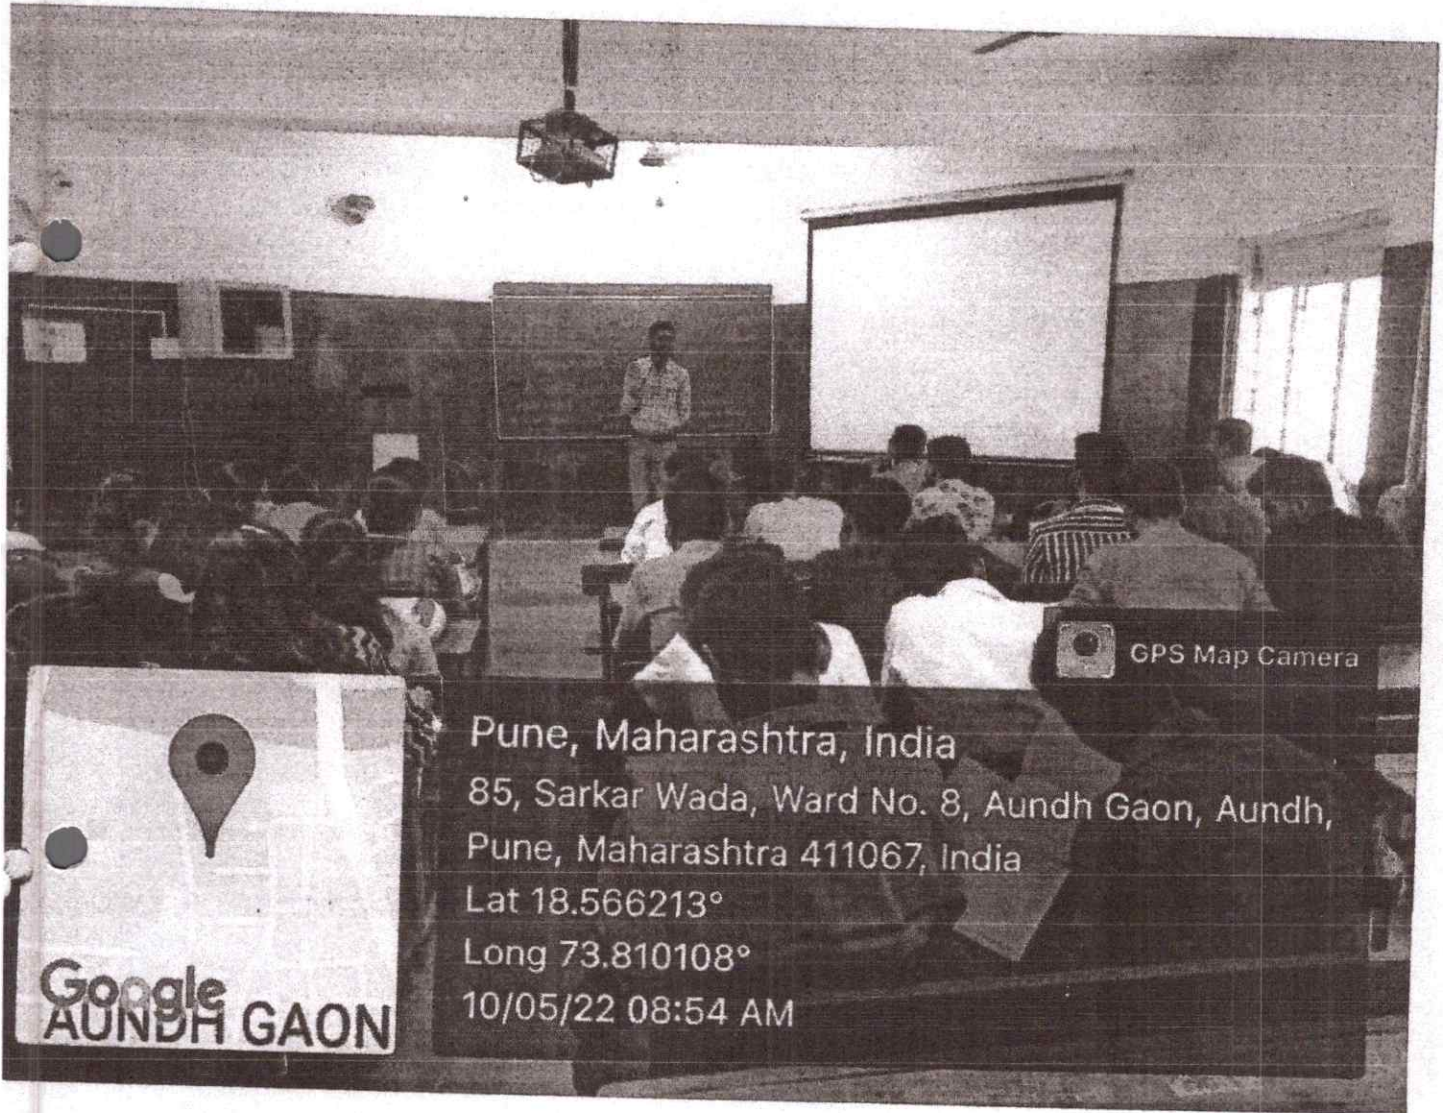 GPS Map Camera
Pune, Maharashtra, India
85, Sarkar Wada, Ward No. 8, Aundh Gaon, Aundh,
Pune, Maharashtra 411067, India
Lat 18.566213°
Long 73.810108°
10/05/22 08:54 AM
Google
AUNDH GAON